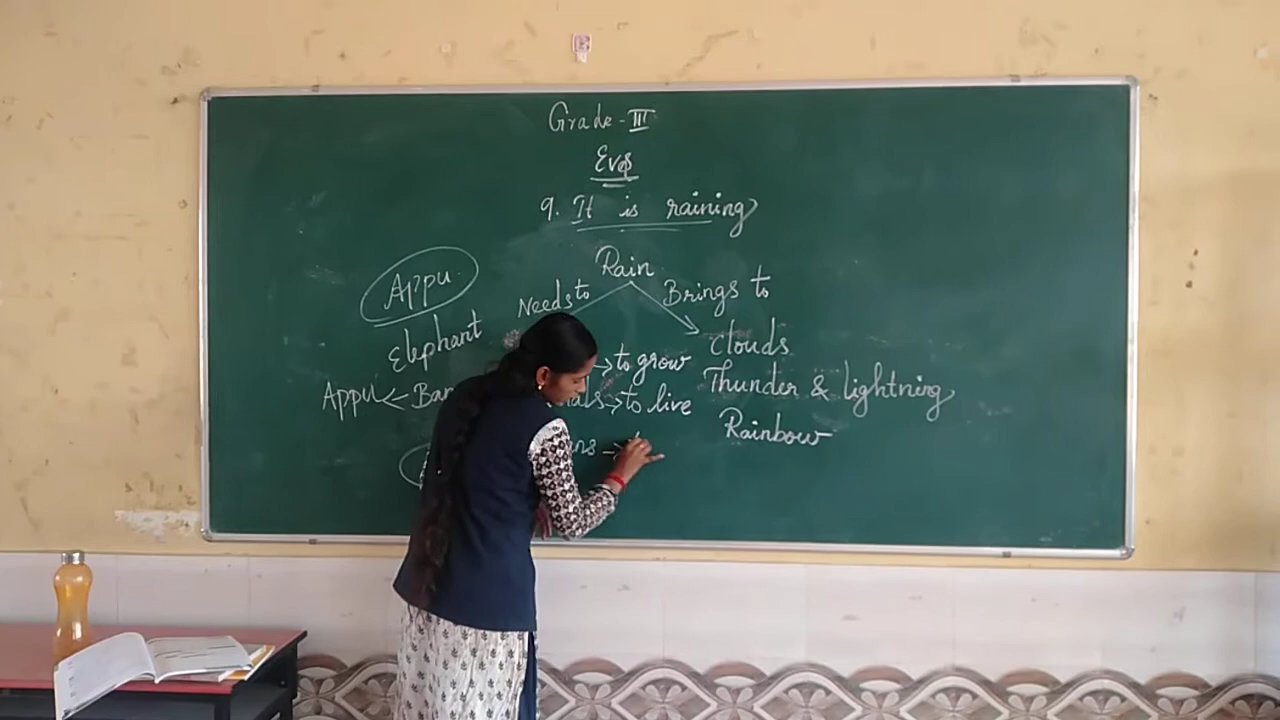 Grade - III
Evs
9. It is raining
Rain
Needs to
Brings to
Appu
Elephant
Appu <
→ to grow
→ to live
→
clouds
Thunder & lightning
Rainbow